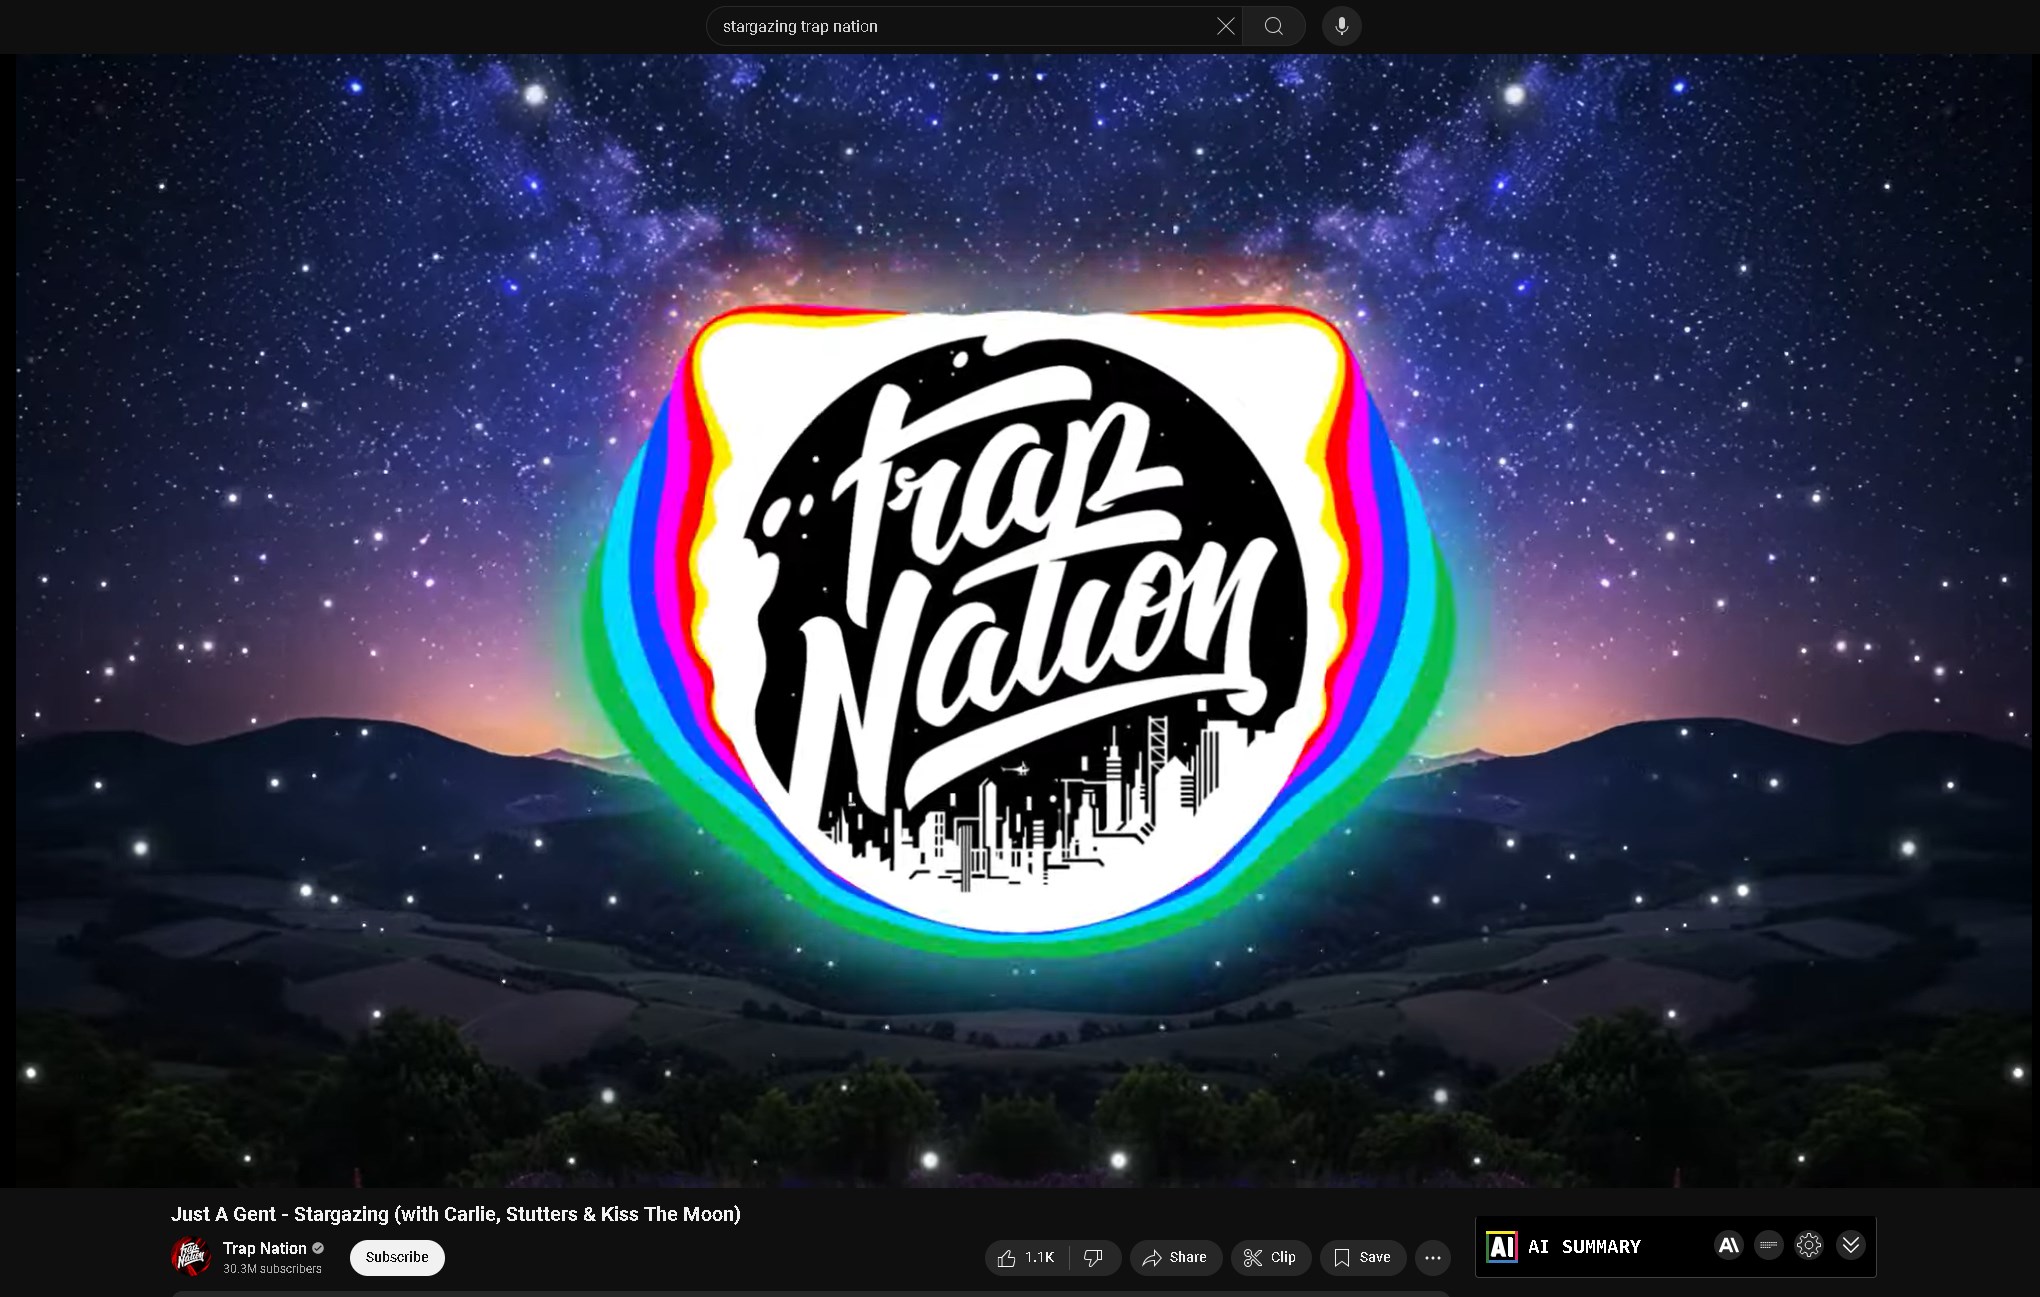 stargazing trap nation
Trap
Nation
Just A Gent - Stargazing (with Carlie, Stutters & Kiss The Moon)
Trap Nation
30.3M subscribers
Subscribe
1.1K
Share
Clip
Save
AI
AI SUMMARY